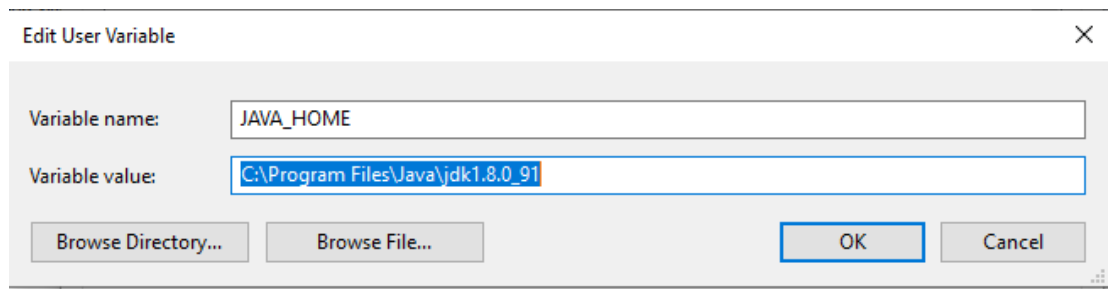 Edit User Variable
Variable name: JAVA_HOME
Variable value: C:\Program Files\Java\jdk1.8.0_91
Browse Directory... Browse File... OK Cancel